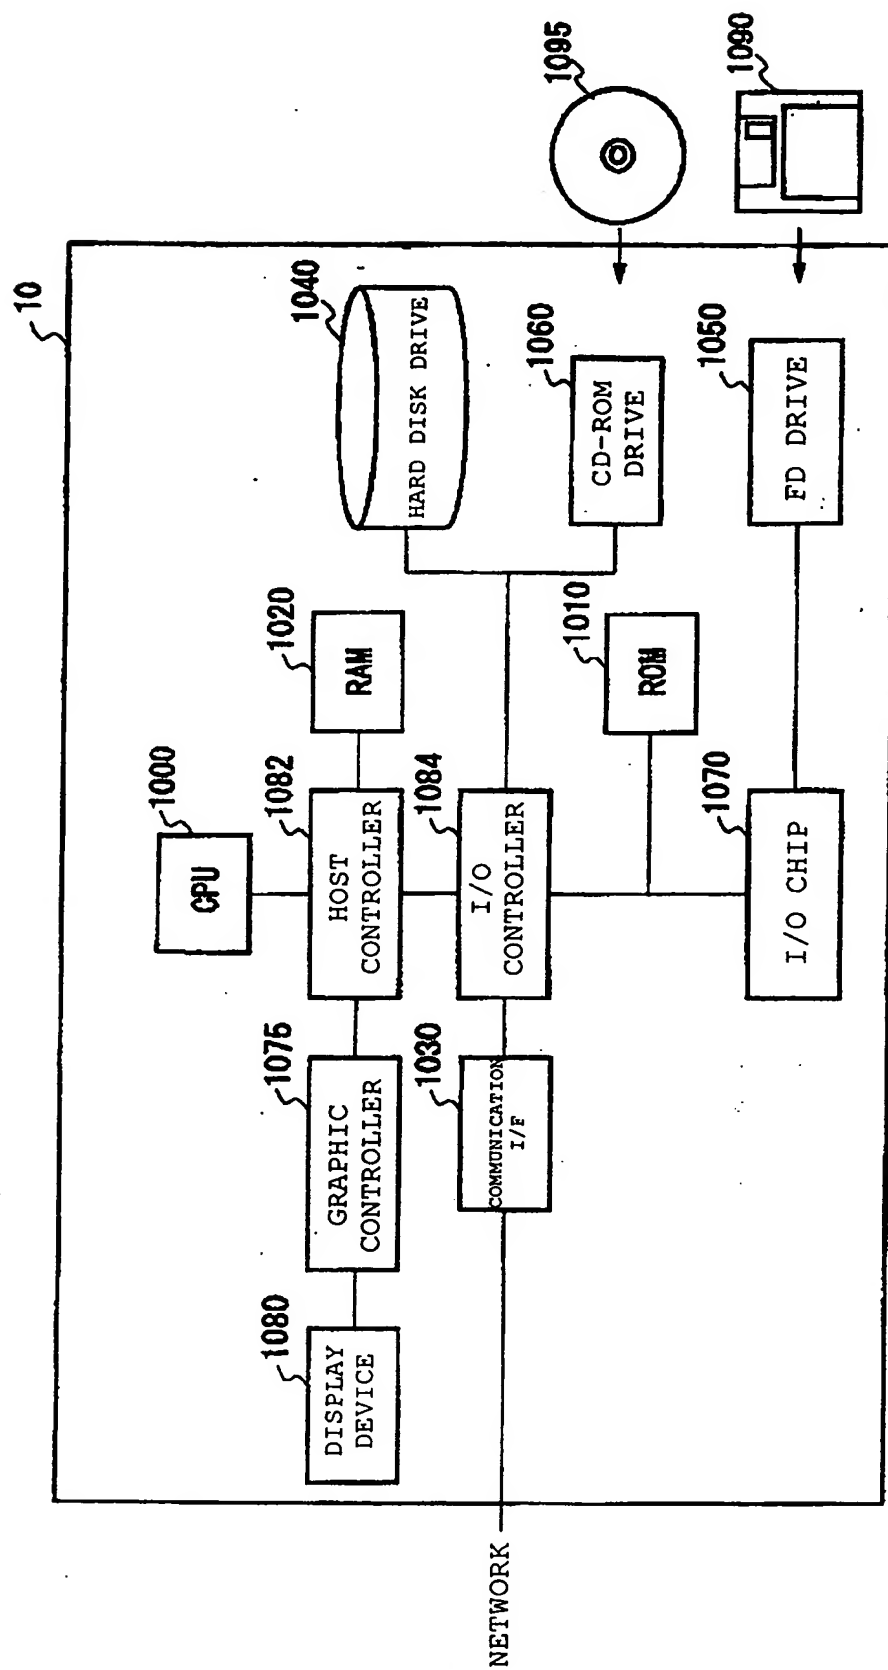 10
1000
CPU
1080
DISPLAY
DEVICE
1075
GRAPHIC
CONTROLLER
1082
HOST
CONTROLLER
1020
RAM
1040
HARD DISK DRIVE
NETWORK
1030
COMMUNICATION
I/F
1084
I/O
CONTROLLER
1060
CD-ROM
DRIVE
1095
1010
ROM
1070
I/O CHIP
1050
FD DRIVE
1090